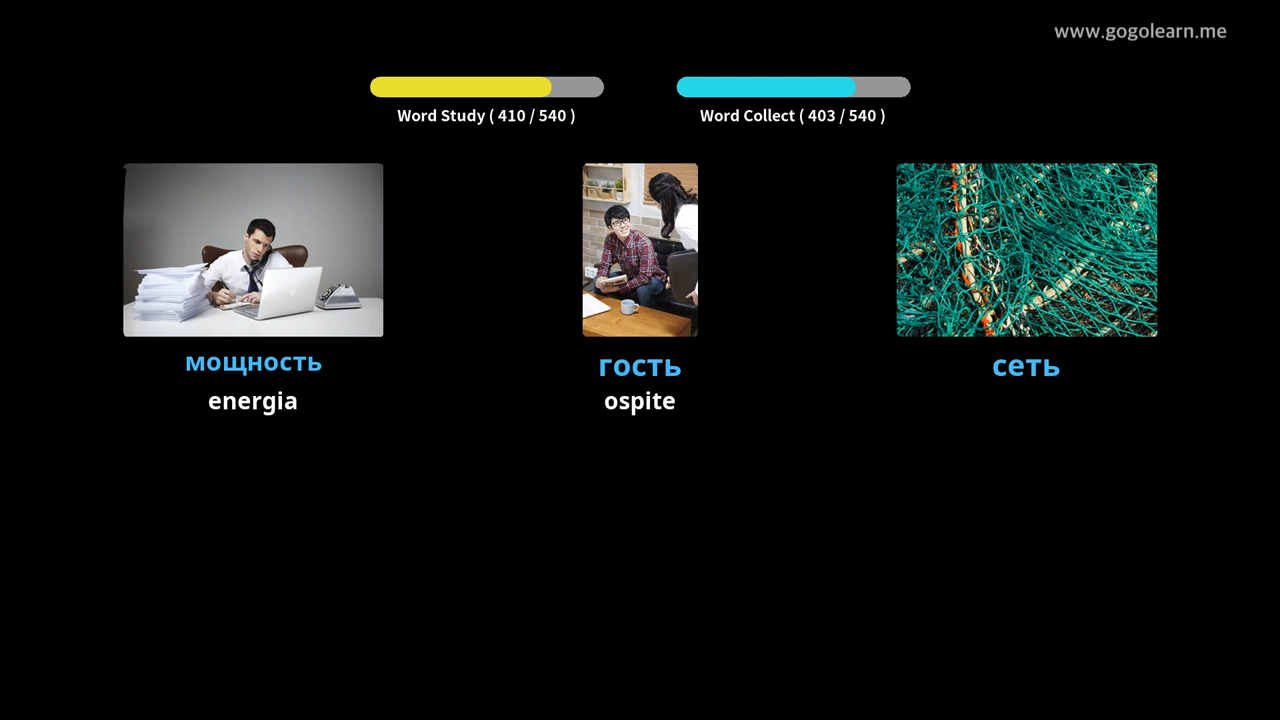 www.gogolearn.me
Word Study ( 410 / 540 )
Word Collect ( 403 / 540 )
мощность
energia
гость
ospite
сеть